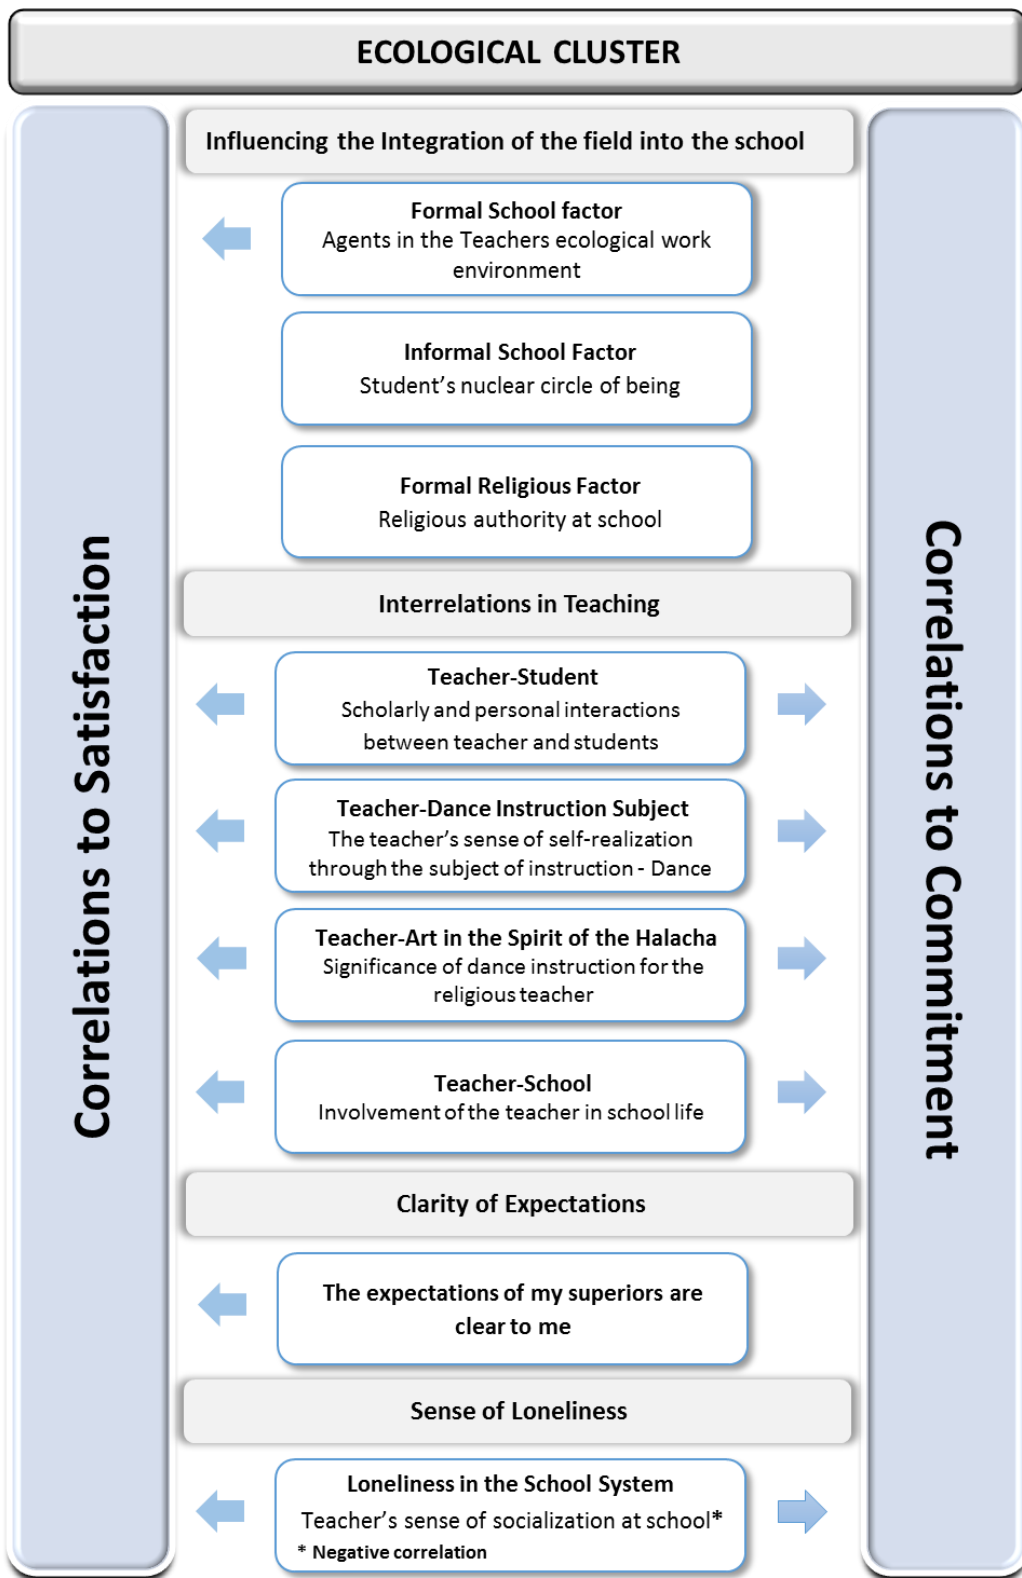 ECOLOGICAL CLUSTER
Correlations to Satisfaction
Influencing the Integration of the field into the school
Formal School factor
Agents in the Teachers ecological work
environment
Informal School Factor
Student’s nuclear circle of being
Formal Religious Factor
Religious authority at school
Interrelations in Teaching
Teacher-Student
Scholarly and personal interactions
between teacher and students
Teacher-Dance Instruction Subject
The teacher’s sense of self-realization
through the subject of instruction - Dance
Teacher-Art in the Spirit of the Halacha
Significance of dance instruction for the
religious teacher
Teacher-School
Involvement of the teacher in school life
Clarity of Expectations
The expectations of my superiors are
clear to me
Sense of Loneliness
Loneliness in the School System
Teacher’s sense of socialization at school*
* Negative correlation
Correlations to Commitment